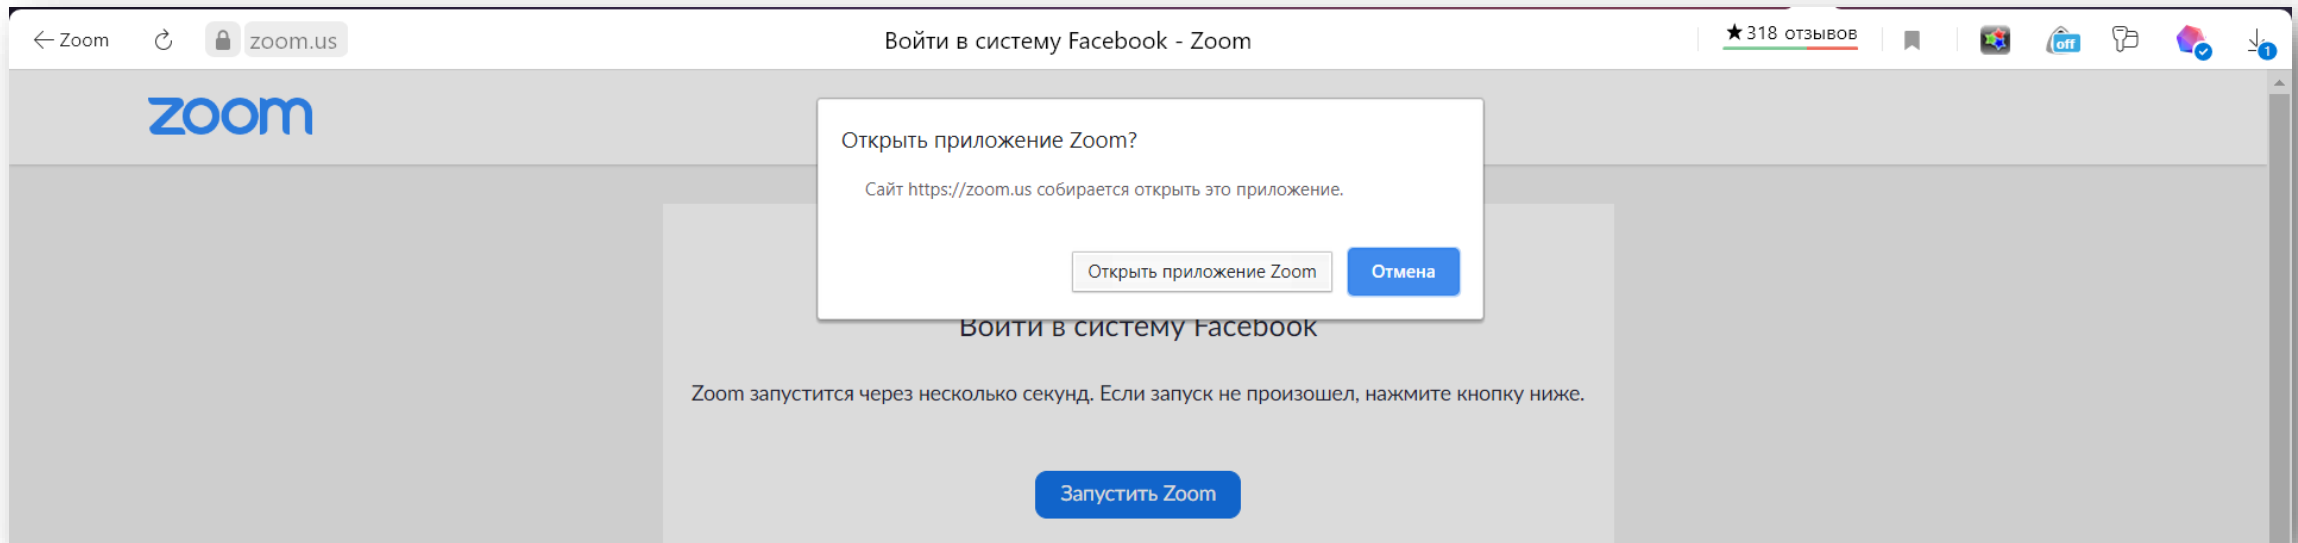 ← Zoom
zoom.us
Войти в систему Facebook - Zoom
★318 отзывов
off
1
zoom
Открыть приложение Zoom?
Сайт https://zoom.us собирается открыть это приложение.
Открыть приложение Zoom
Отмена
Войти в систему Facebook
Zoom запустится через несколько секунд. Если запуск не произошел, нажмите кнопку ниже.
Запустить Zoom